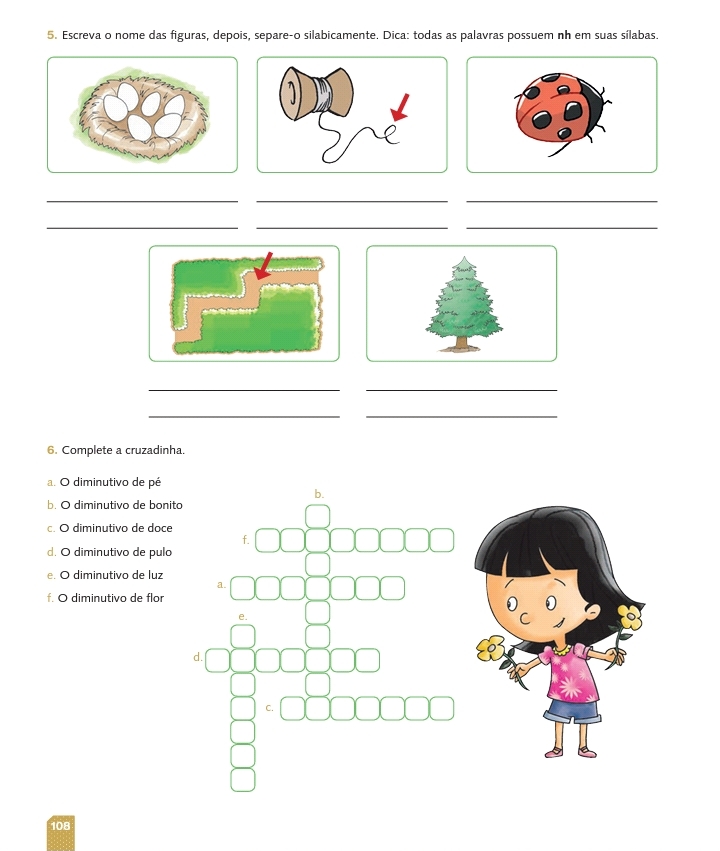 5. Escreva o nome das figuras, depois, separe-o silabicamente. Dica: todas as palavras possuem nh em suas sílabas.
6. Complete a cruzadinha.
a. O diminutivo de pé
b. O diminutivo de bonito
c. O diminutivo de doce
d. O diminutivo de pulo
e. O diminutivo de luz
f. O diminutivo de flor
b.
f.
a.
e.
d.
c.
108